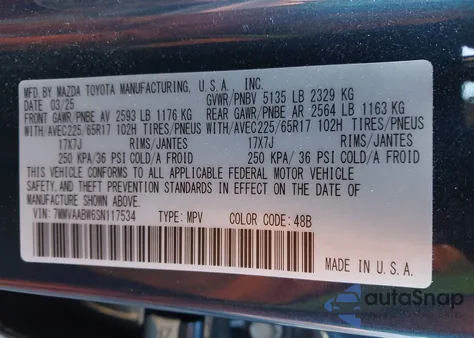 MFD. BY MAZDA TOYOTA MANUFACTURING, U.S.A., INC.
DATE 03/25 GVWR/PNBV 5135 LB 2329 KG
FRONT GAWR/PNBE AV 2593 LB 1176 KG REAR GAWR/PNBE AR 2564 LB 1163 KG
WITH/AVEC225/65R17 102H TIRES/PNEUS WITH/AVEC225/65R17 102H TIRES/PNEUS
17X7J RIMS/JANTES 17X7J RIMS/JANTES
250 KPA/ 36 PSI COLD/A FROID 250 KPA/ 36 PSI COLD/A FROID
THIS VEHICLE CONFORMS TO ALL APPLICABLE FEDERAL MOTOR VEHICLE
SAFETY, AND THEFT PREVENTION STANDARDS IN EFFECT ON THE DATE OF
MANUFACTURE SHOWN ABOVE.
VIN: 7MMVAABW6SN117534 TYPE: MPV COLOR CODE: 48B
MADE IN U.S.A.
autoSnap